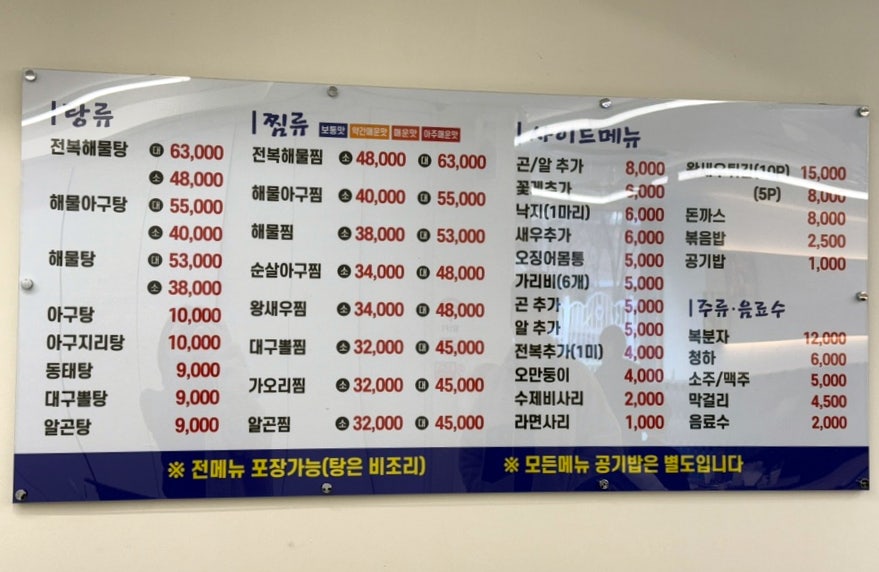 탕류
전복해물탕 대 63,000
소 48,000
해물아구탕 대 55,000
소 40,000
해물탕 대 53,000
소 38,000
아구탕 10,000
아구지리탕 10,000
동태탕 9,000
대구뽈탕 9,000
알곤탕 9,000
찜류 보통맛 약간매운맛 매운맛 아주매운맛
전복해물찜 소 48,000 대 63,000
해물아구찜 소 40,000 대 55,000
해물찜 소 38,000 대 53,000
순살아구찜 소 34,000 대 48,000
왕새우찜 소 34,000 대 48,000
대구뽈찜 소 32,000 대 45,000
가오리찜 소 32,000 대 45,000
알곤찜 소 32,000 대 45,000
사이드메뉴
곤/알 추가 8,000
꽃게추가
낙지(1마리) 6,000
새우추가 6,000
오징어몸통 5,000
가리비(6개) 5,000
곤 추가 5,000
알 추가 5,000
전복추가(1미) 4,000
오만둥이 4,000
수제비사리 2,000
라면사리 1,000
왕새우튀김(10P) 15,000
(5P) 8,000
돈까스 8,000
볶음밥 2,500
공기밥 1,000
주류·음료수
복분자 12,000
청하 6,000
소주/맥주 5,000
막걸리 4,500
음료수 2,000
※ 전메뉴 포장가능(탕은 비조리)
※ 모든메뉴 공기밥은 별도입니다